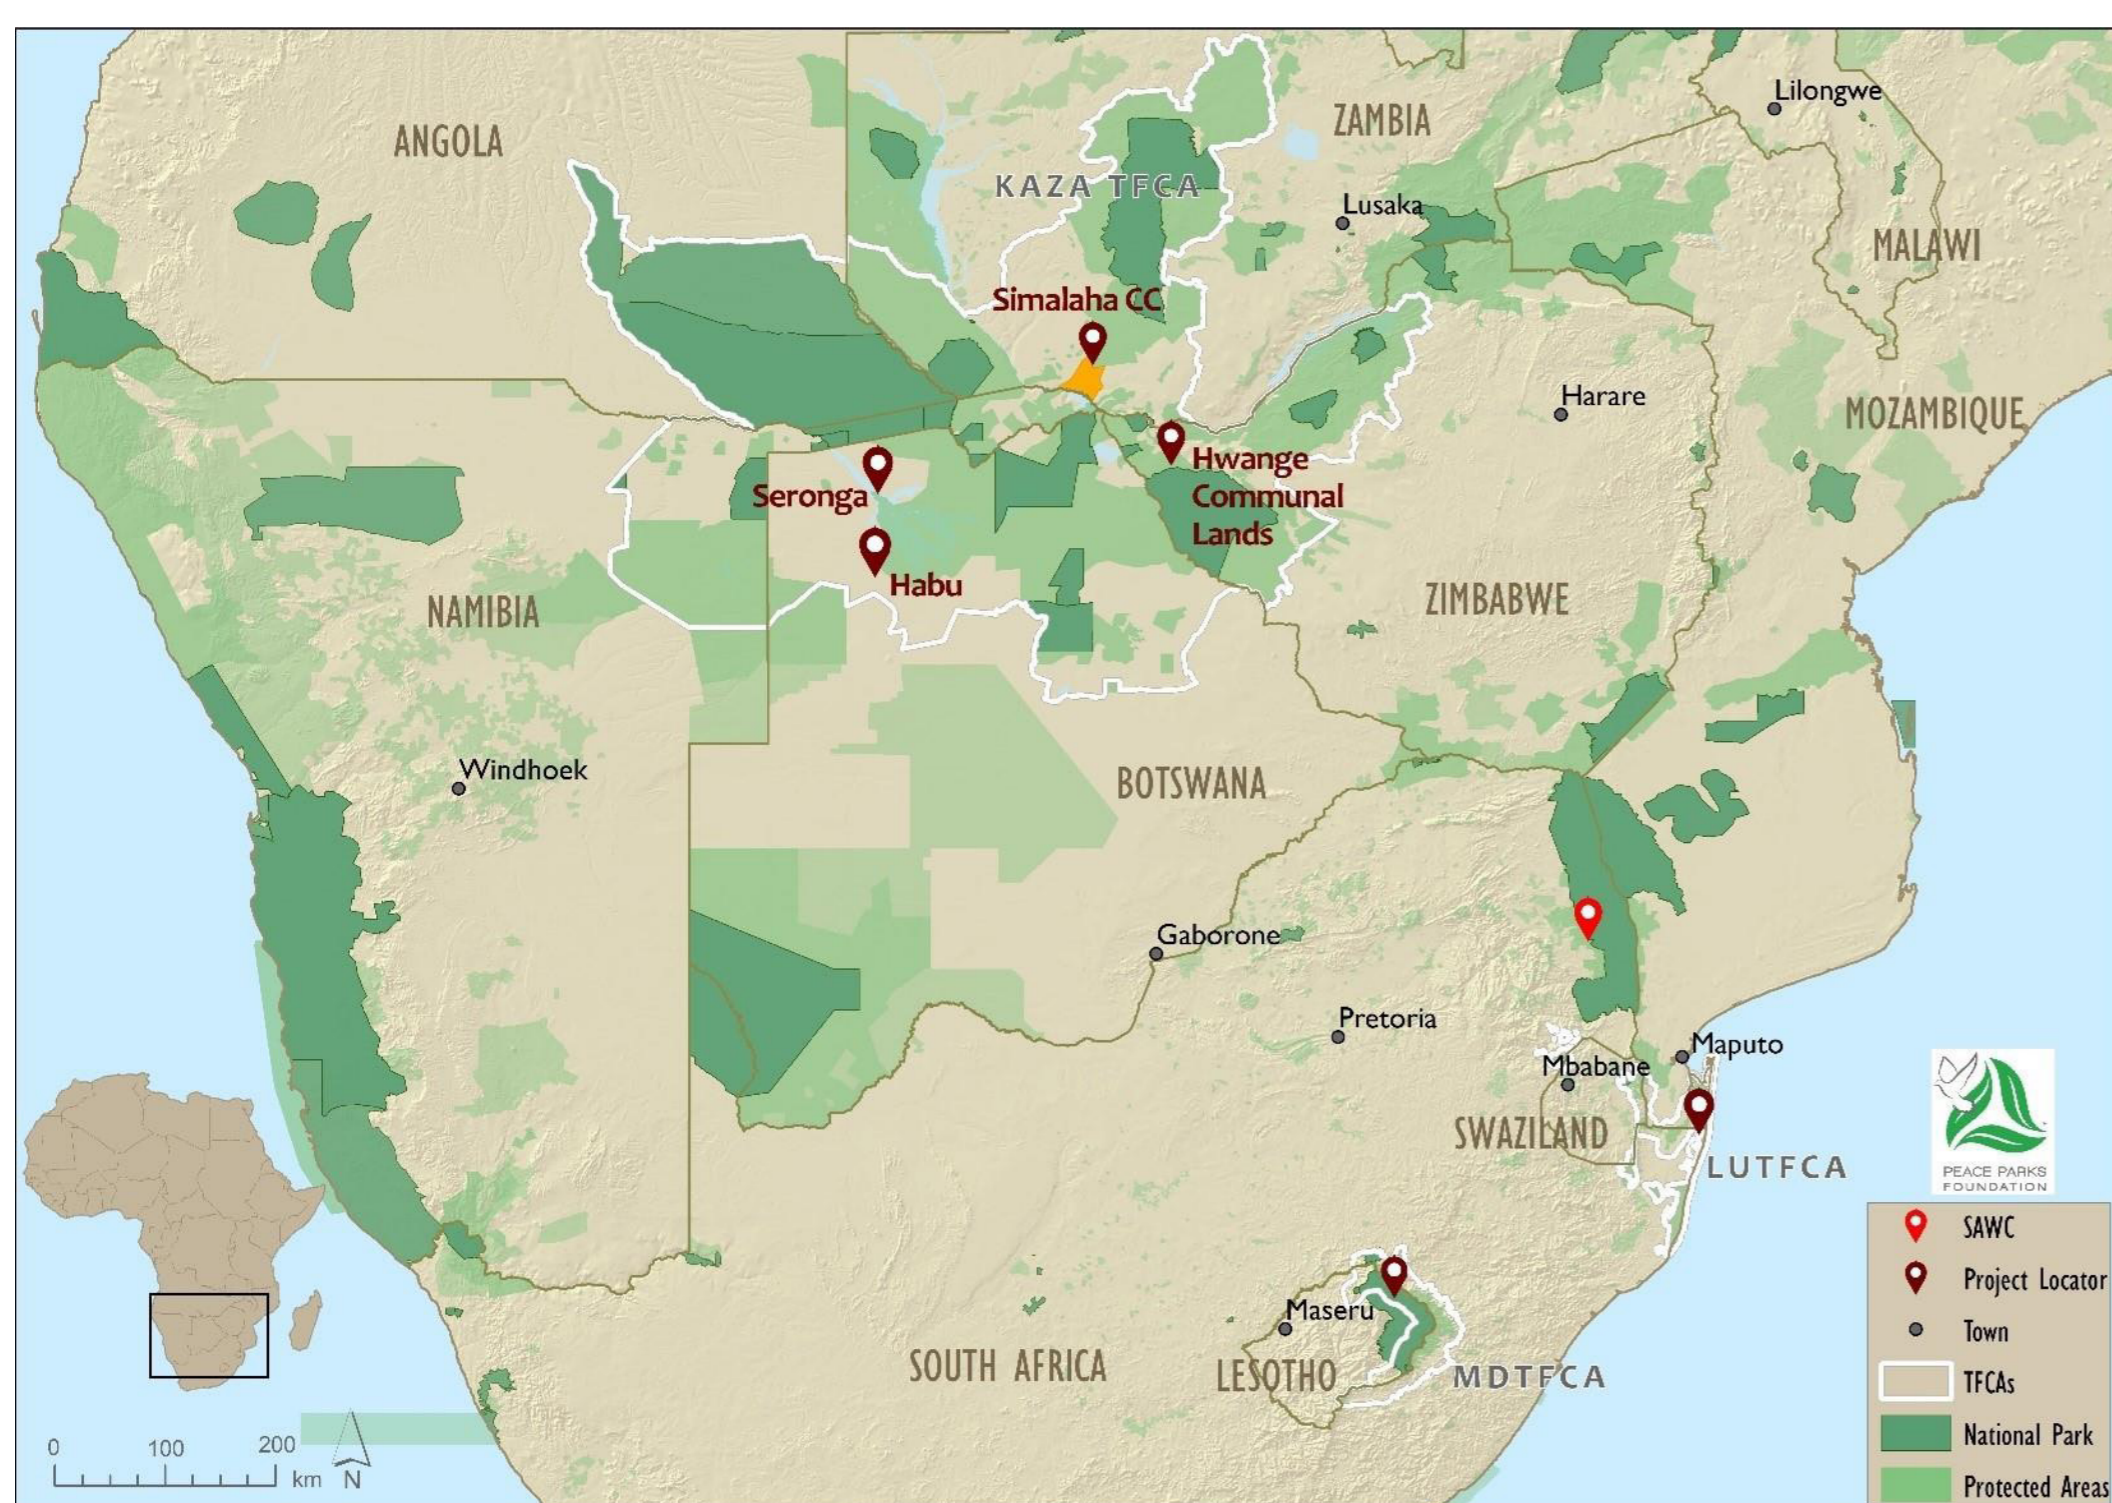 Lilongwe
ZAMBIA
ANGOLA
KAZA TFCA
Lusaka
MALAWI
Simalaha CC
Harare
MOZAMBIQUE
Hwange
Communal
Lands
Seronga
Habu
NAMIBIA
ZIMBABWE
Windhoek
BOTSWANA
Gaborone
Pretoria
Maputo
Mbabane
SWAZILAND
LUTFCA
Maseru
SOUTH AFRICA
LESOTHO
MDTFCA
PEACE PARKS
FOUNDATION
SAWC
Project Locator
Town
TFCAs
National Park
Protected Areas
0 100 200
km N